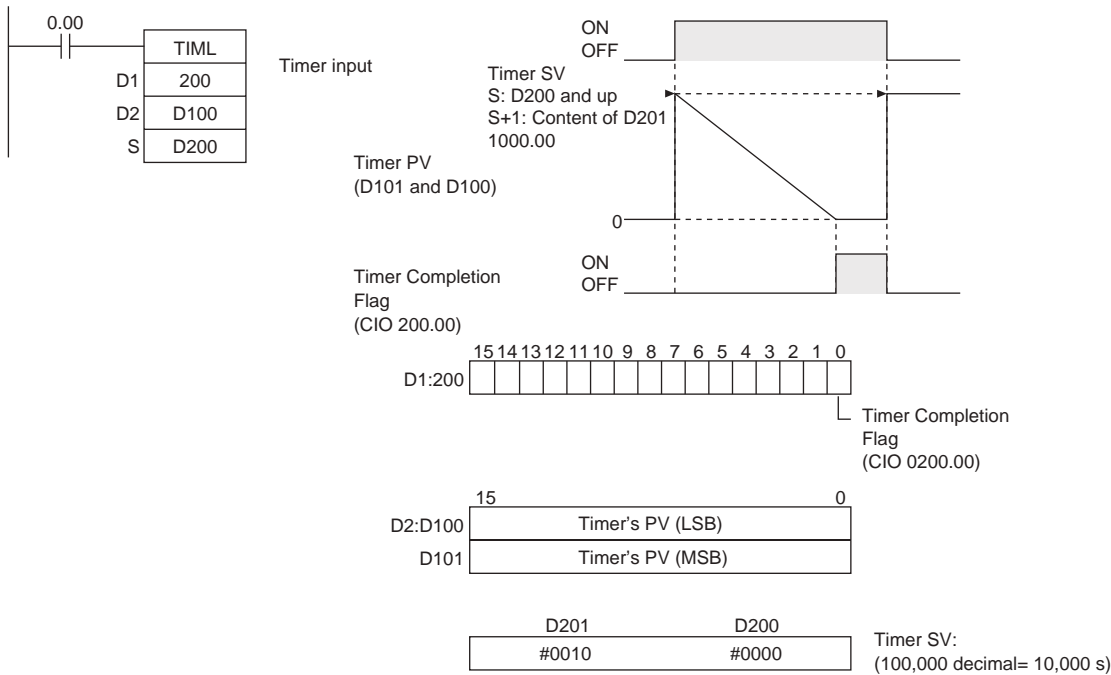 0.00
TIML
D1 200
D2 D100
S D200
Timer input
ON
OFF
Timer SV
S: D200 and up
S+1: Content of D201
1000.00
Timer PV
(D101 and D100)
0
Timer Completion
Flag
(CIO 200.00)
ON
OFF
15 14 13 12 11 10 9 8 7 6 5 4 3 2 1 0
D1:200
Timer Completion
Flag
(CIO 0200.00)
15 0
D2:D100 Timer's PV (LSB)
D101 Timer's PV (MSB)
D201 D200
#0010 #0000
Timer SV:
(100,000 decimal= 10,000 s)